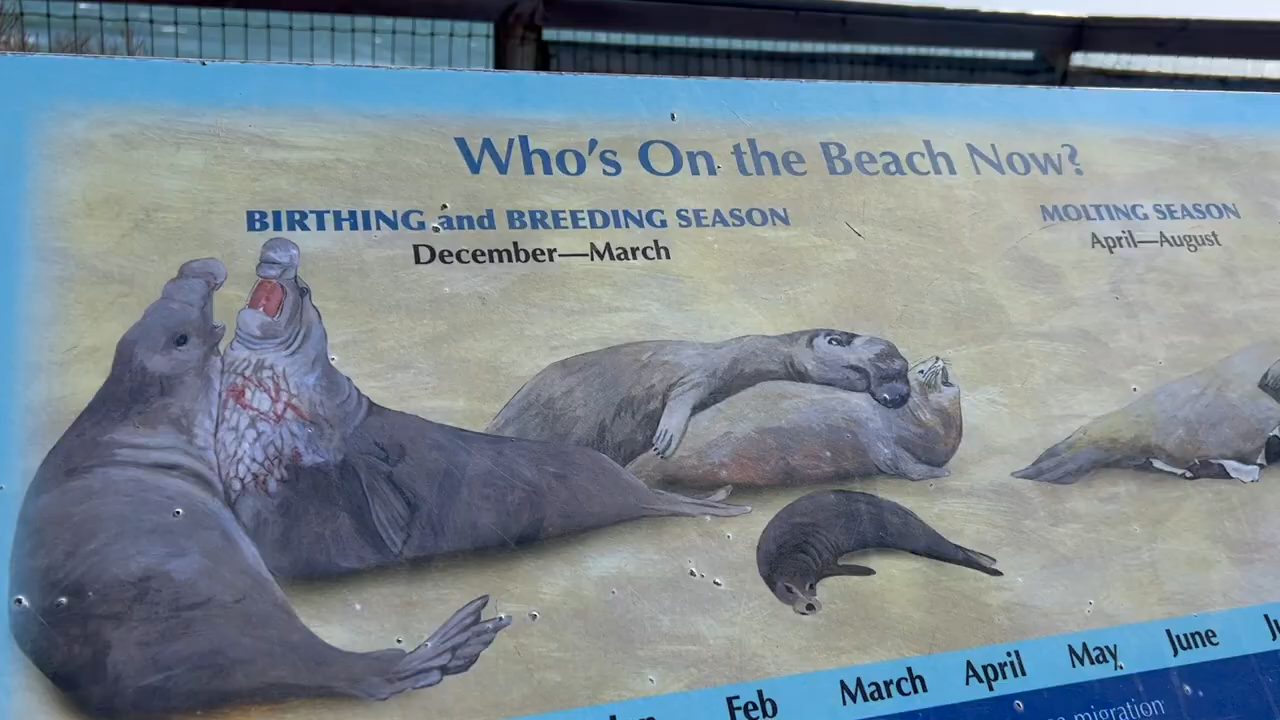 Who's On the Beach Now?
BIRTHING and BREEDING SEASON
December—March
MOLTING SEASON
April—August
Feb March April May June
migration